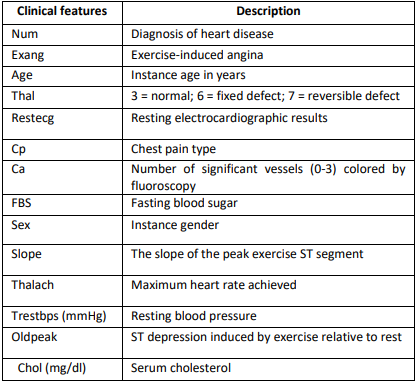 Clinical features Description
Num Diagnosis of heart disease
Exang Exercise-induced angina
Age Instance age in years
Thal 3 = normal; 6 = fixed defect; 7 = reversible defect
Restecg Resting electrocardiographic results
Cp Chest pain type
Ca Number of significant vessels (0-3) colored by
fluoroscopy
FBS Fasting blood sugar
Sex Instance gender
Slope The slope of the peak exercise ST segment
Thalach Maximum heart rate achieved
Trestbps (mmHg) Resting blood pressure
Oldpeak ST depression induced by exercise relative to rest
Chol (mg/dl) Serum cholesterol